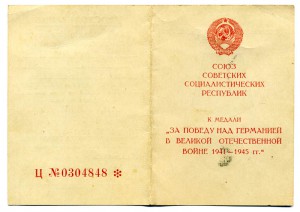 СОЮЗ
СОВЕТСКИХ
СОЦИАЛИСТИЧЕСКИХ
РЕСПУБЛИК
К МЕДАЛИ
„ЗА ПОБЕДУ НАД ГЕРМАНИЕЙ
В ВЕЛИКОЙ ОТЕЧЕСТВЕННОЙ
ВОЙНЕ 1941–1945 гг.“
Ц №0304848 *